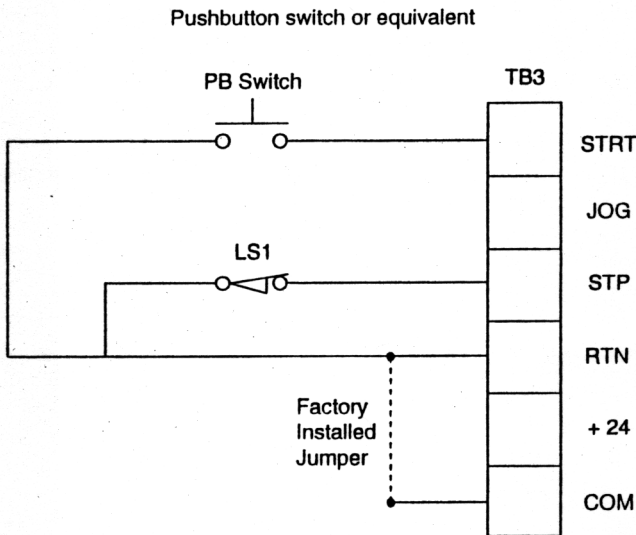 Pushbutton switch or equivalent
PB Switch
TB3
STRT
JOG
LS1
STP
RTN
Factory
Installed
Jumper
+ 24
COM